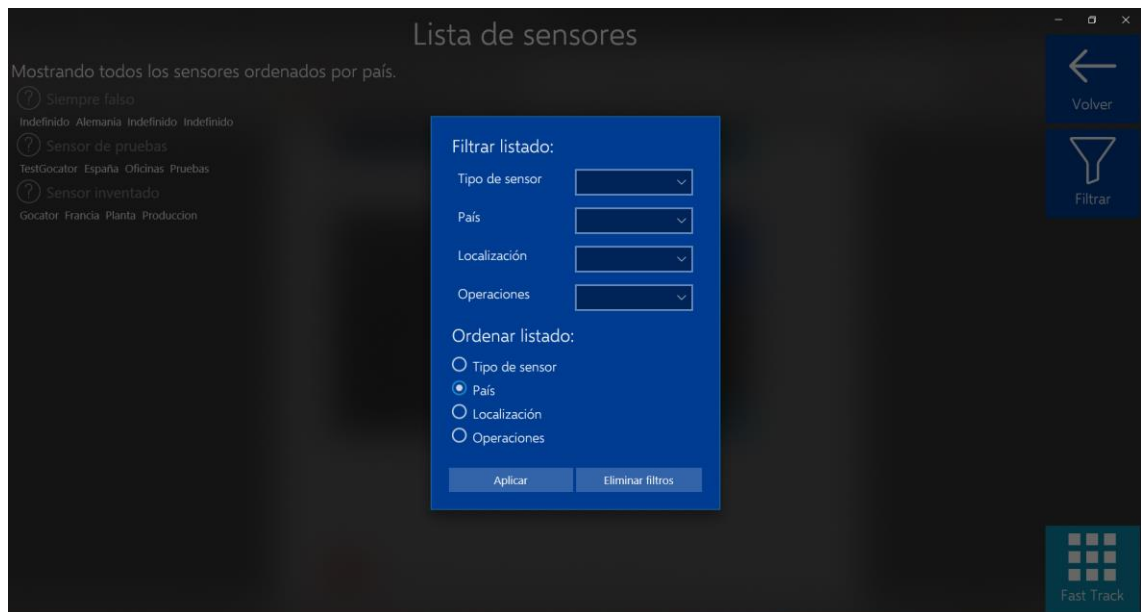 Lista de sensores
Mostrando todos los sensores ordenados por país.
? Siempre falso
Indefinido Alemania Indefinido Indefinido
? Sensor de pruebas
TestGocator España Oficinas Pruebas
? Sensor inventado
Gocator Francia Planta Produccion
Filtrar listado:
Tipo de sensor
País
Localización
Operaciones
Ordenar listado:
Tipo de sensor
País
Localización
Operaciones
Aplicar Eliminar filtros
Volver
Filtrar
Fast Track